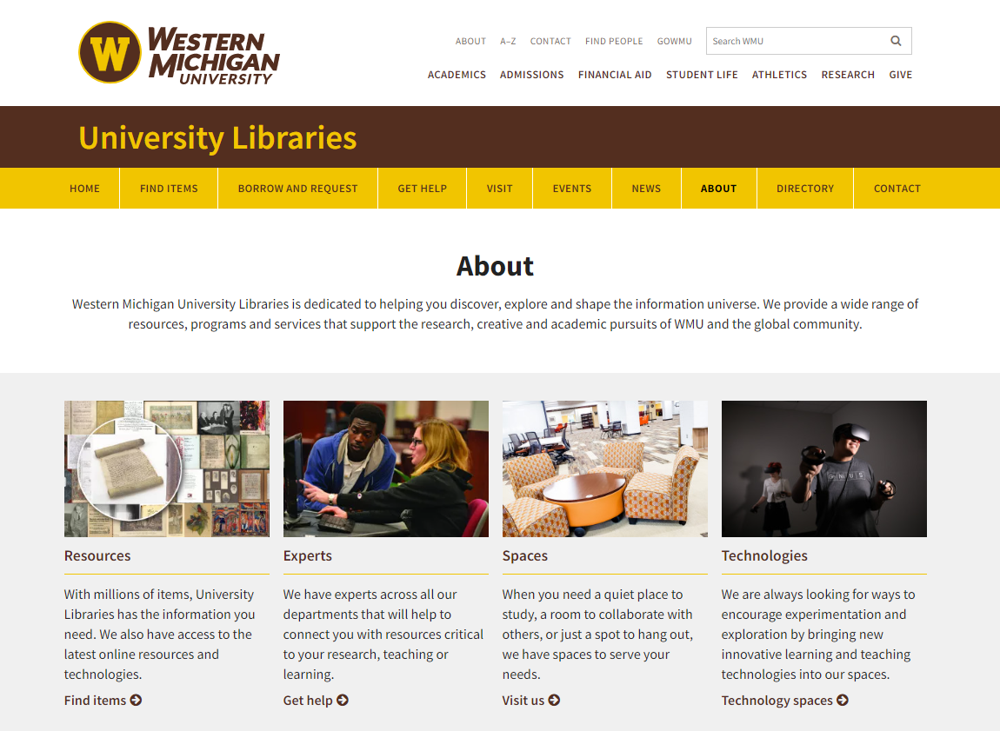 W WESTERN
MICHIGAN
UNIVERSITY
ABOUT A–Z CONTACT FIND PEOPLE GOWMU Search WMU
ACADEMICS ADMISSIONS FINANCIAL AID STUDENT LIFE ATHLETICS RESEARCH GIVE
University Libraries
HOME FIND ITEMS BORROW AND REQUEST GET HELP VISIT EVENTS NEWS ABOUT DIRECTORY CONTACT
About
Western Michigan University Libraries is dedicated to helping you discover, explore and shape the information universe. We provide a wide range of
resources, programs and services that support the research, creative and academic pursuits of WMU and the global community.
Resources
With millions of items, University
Libraries has the information you
need. We also have access to the
latest online resources and
technologies.
Find items
Experts
We have experts across all our
departments that will help to
connect you with resources critical
to your research, teaching or
learning.
Get help
Spaces
When you need a quiet place to
study, a room to collaborate with
others, or just a spot to hang out,
we have spaces to serve your
needs.
Visit us
Technologies
We are always looking for ways to
encourage experimentation and
exploration by bringing new
innovative learning and teaching
technologies into our spaces.
Technology spaces